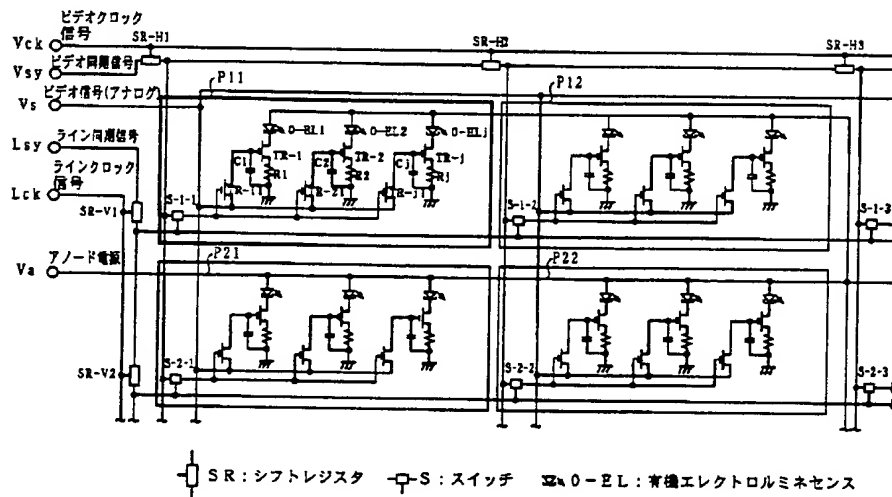 ビデオクロック
信号
Vck
SR-H1
SR-H2
SR-H3
ビデオ同期信号
Vsy
ビデオ信号(アナログ)
Vs
P11
P12
ライン同期信号
Lsy
O-EL1
O-EL2
O-ELj
ラインクロック
信号
Lck
C1
TR-1
R1
C2
TR-2
R2
Cj
TR-j
Rj
TR-11
TR-21
TR-j1
SR-V1
S-1-1
S-1-2
S-1-3
アノード電源
Va
P21
P22
SR-V2
S-2-1
S-2-2
S-2-3
SR:シフトレジスタ
S:スイッチ
O-EL:有機エレクトロルミネセンス